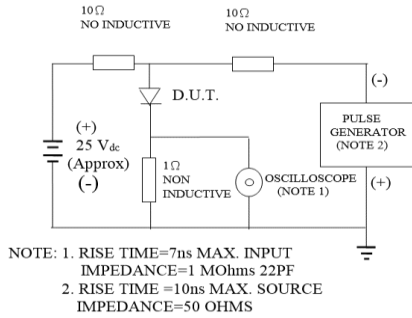 10Ω
NO INDUCTIVE
10Ω
NO INDUCTIVE
D.U.T.
(-)
PULSE
GENERATOR
(NOTE 2)
(+)
25 Vdc
(Approx)
(-)
1Ω
NON
INDUCTIVE
OSCILLOSCOPE
(NOTE 1)
(+)
NOTE: 1. RISE TIME=7ns MAX. INPUT
IMPEDANCE=1 MOhms 22PF
2. RISE TIME =10ns MAX. SOURCE
IMPEDANCE=50 OHMS